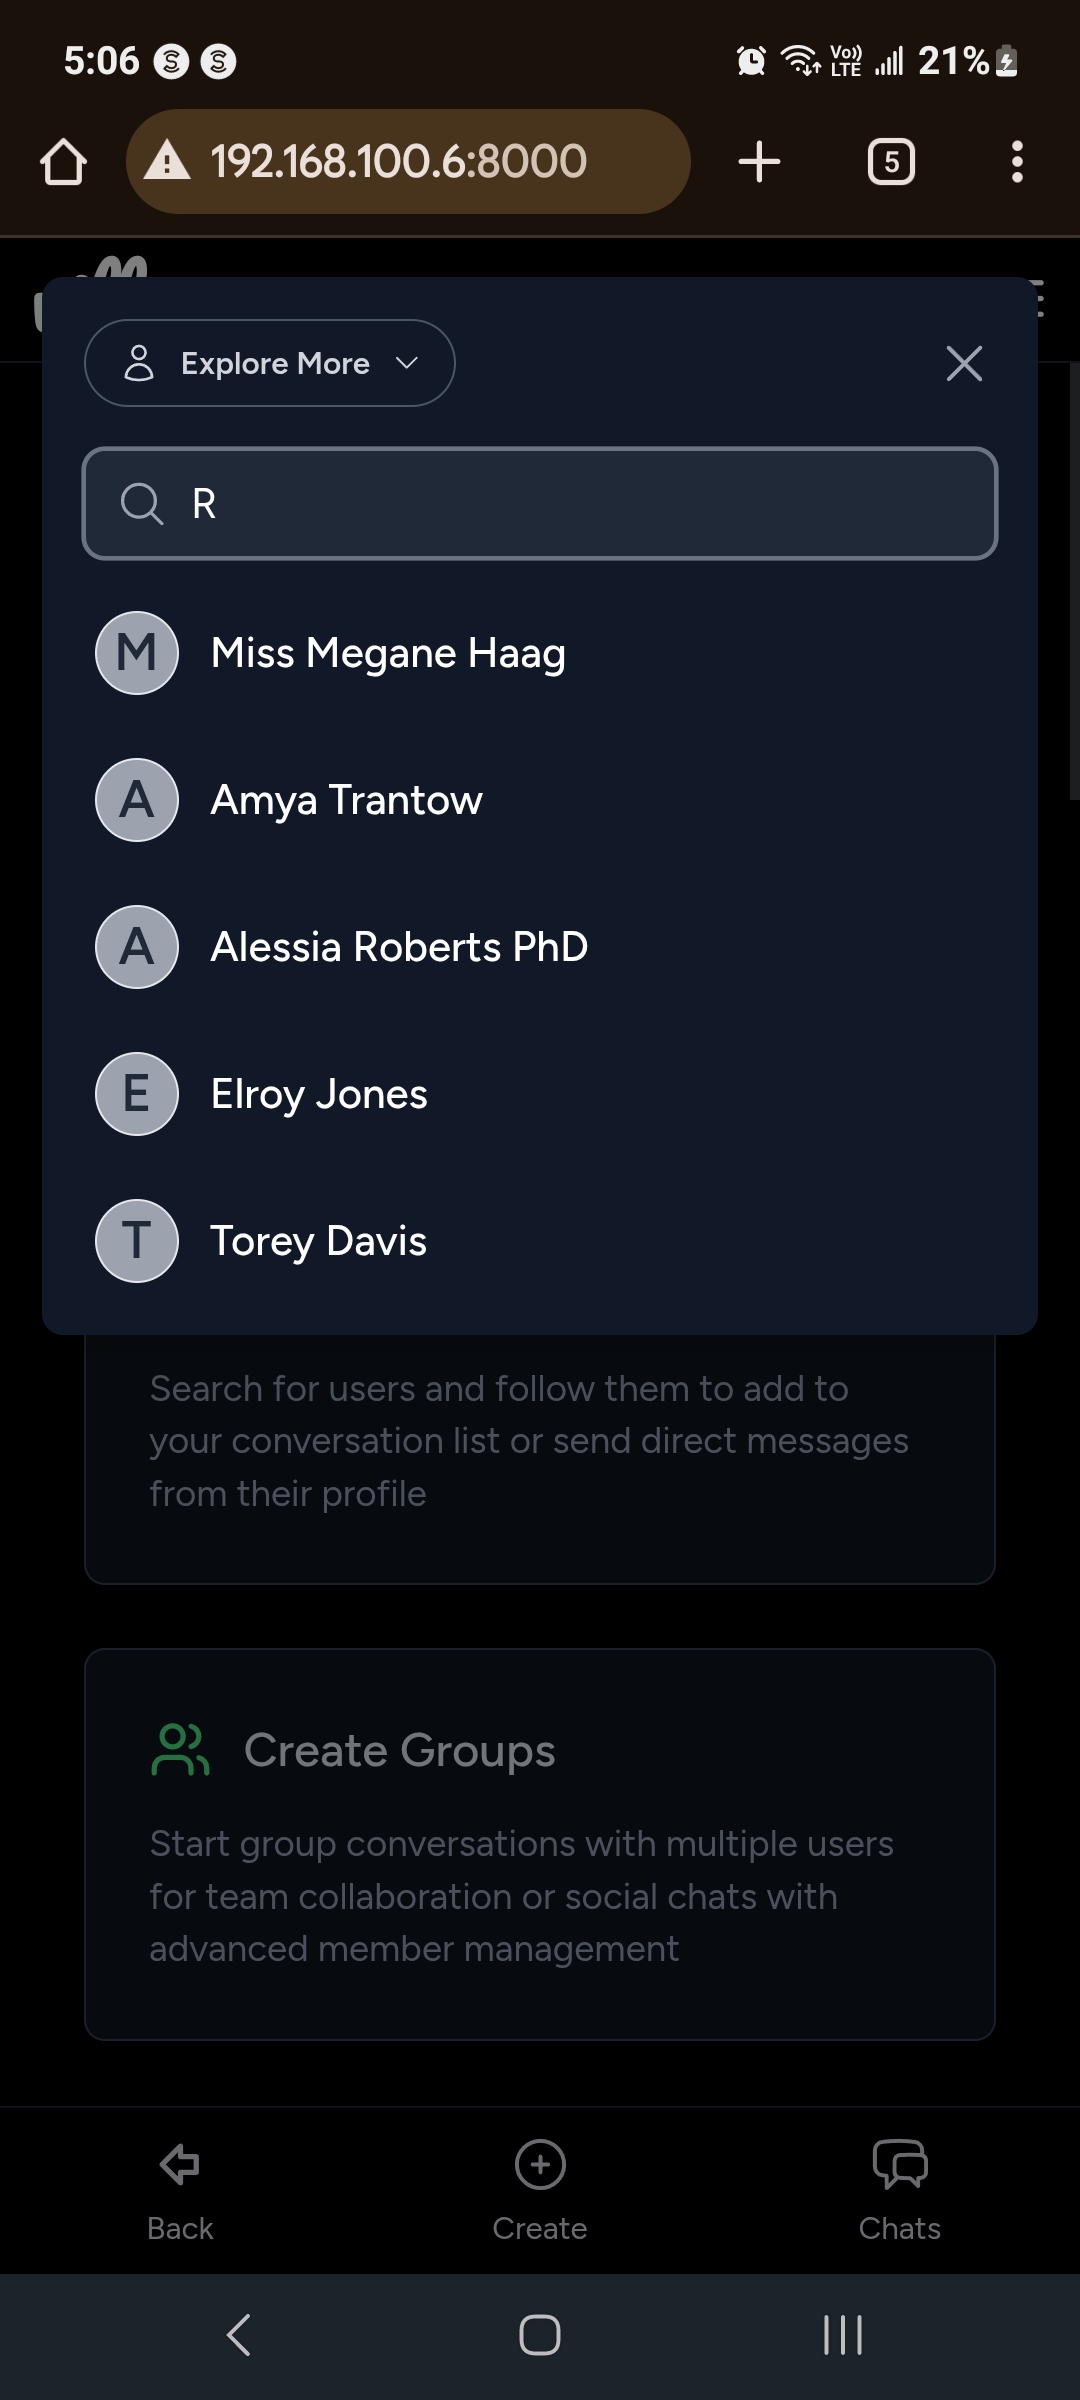 5:06
Vo))
LTE
21%
192.168.100.6:8000
5
Explore More
R
M
Miss Megane Haag
A
Amya Trantow
A
Alessia Roberts PhD
E
Elroy Jones
T
Torey Davis
Search for users and follow them to add to
your conversation list or send direct messages
from their profile
Create Groups
Start group conversations with multiple users
for team collaboration or social chats with
advanced member management
Back
Create
Chats